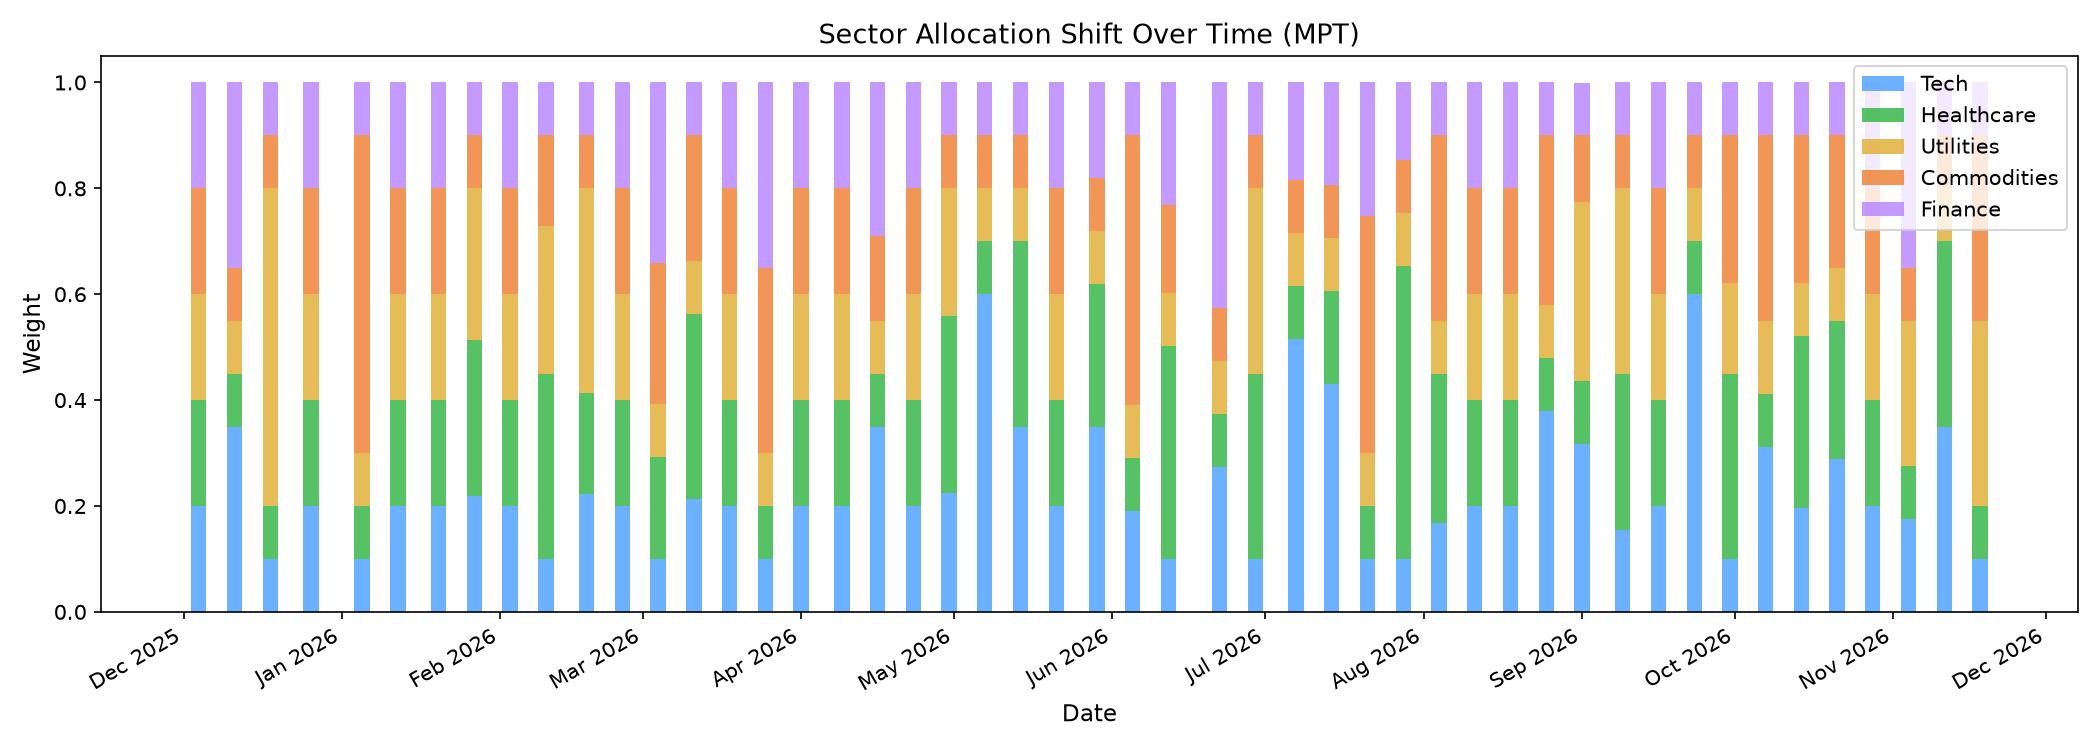 Sector Allocation Shift Over Time (MPT)
Tech
Healthcare
Utilities
Commodities
Finance
Weight
1.0
0.8
0.6
0.4
0.2
0.0
Dec 2025
Jan 2026
Feb 2026
Mar 2026
Apr 2026
May 2026
Jun 2026
Jul 2026
Aug 2026
Sep 2026
Oct 2026
Nov 2026
Dec 2026
Date